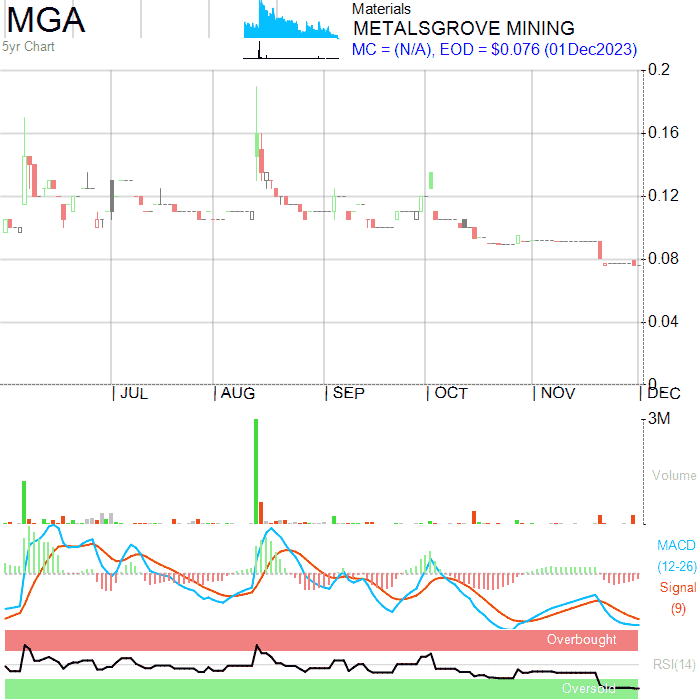 MGA
5yr Chart
Materials
METALSGROVE MINING
MC = (N/A), EOD = $0.076 (01Dec2023)
0.2
0.16
0.12
0.08
0.04
0
JUL
AUG
SEP
OCT
NOV
DEC
3M
Volume
MACD
(12-26)
Signal
(9)
Overbought
RSI(14)
Oversold